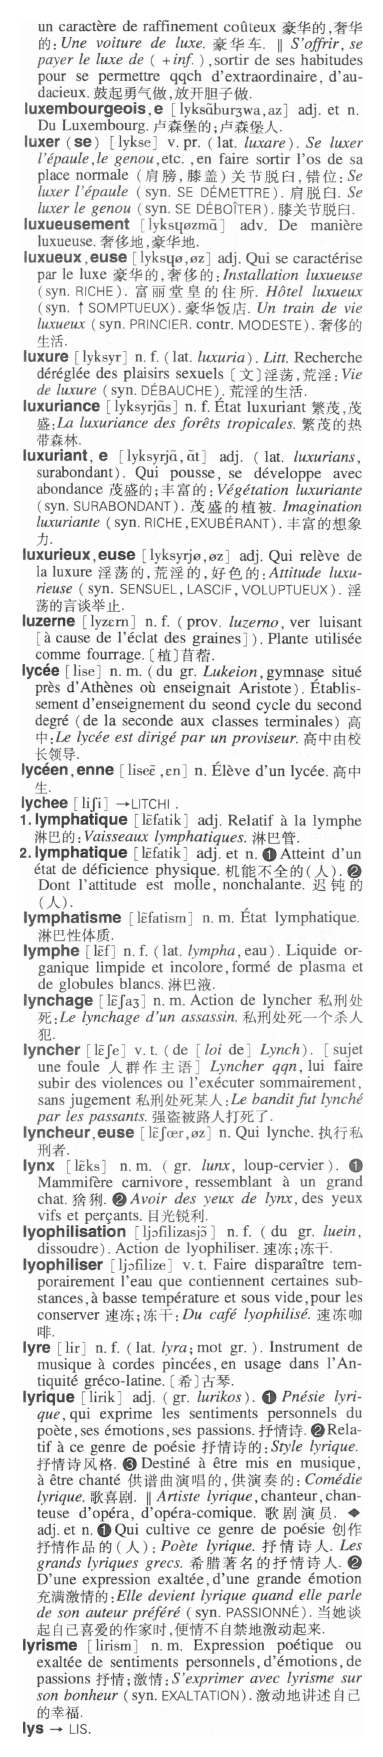 un caractère de raffinement coûteux 豪华的,奢华
的: Une voiture de luxe. 豪华车. ‖ S'offrir, se
payer le luxe de ( +inf. ) ,sortir de ses habitudes
pour se permettre qqch d'extraordinaire, d'au-
dacieux. 鼓起勇气做,放开胆子做.
luxembourgeois,e [lyksɑ̃burʒwa,az] adj. et n.
Du Luxembourg. 卢森堡的;卢森堡人.
luxer (se) [lykse] v. pr. (lat. luxare). Se luxer
l'épaule,le genou,etc. ,en faire sortir l'os de sa
place normale (肩膀,膝盖)关节脱臼,错位: Se
luxer l'épaule (syn. SE DÉMETTRE). 肩脱臼. Se
luxer le genou (syn. SE DÉBOÎTER). 膝关节脱臼.
luxueusement [lyksɥøzmɑ̃] adv. De manière
luxueuse. 奢侈地,豪华地.
luxueux,euse [lyksɥø,øz] adj. Qui se caractérise
par le luxe 豪华的,奢侈的: Installation luxueuse
(syn. RICHE). 富丽堂皇的住所. Hôtel luxueux
(syn. ↑SOMPTUEUX). 豪华饭店. Un train de vie
luxueux (syn. PRINCIER. contr. MODESTE). 奢侈的
生活.
luxure [lyksyr] n. f. (lat. luxuria). Litt. Recherche
déréglée des plaisirs sexuels 〔文〕淫荡,荒淫: Vie
de luxure (syn. DÉBAUCHE). 荒淫的生活.
luxuriance [lyksyrjɑ̃s] n. f. État luxuriant 繁茂,茂
盛: La luxuriance des forêts tropicales. 繁茂的热
带森林.
luxuriant, e [lyksyrjɑ̃, ɑ̃t] adj. (lat. luxurians,
surabondant). Qui pousse, se développe avec
abondance 茂盛的;丰富的: Végétation luxuriante
(syn. SURABONDANT). 茂盛的植被. Imagination
luxuriante (syn. RICHE,EXUBÉRANT). 丰富的想象
力.
luxurieux,euse [lyksyrjø,øz] adj. Qui relève de
la luxure 淫荡的,荒淫的,好色的: Attitude luxu-
rieuse (syn. SENSUEL, LASCIF, VOLUPTUEUX). 淫
荡的言谈举止.
luzerne [lyzɛrn] n. f. (prov. luzerno, ver luisant
[à cause de l'éclat des graines]). Plante utilisée
comme fourrage. 〔植〕苜蓿.
lycée [lise] n. m. (du gr. Lukeion,gymnase situé
près d'Athènes où enseignait Aristote). Établis-
sement d'enseignement du seond cycle du second
degré (de la seconde aux classes terminales) 高
中: Le lycée est dirigé par un proviseur. 高中由校
长领导.
lycéen,enne [liseɛ̃,ɛn] n. Élève d'un lycée. 高中
生.
lychee [liʃi] →LITCHI .
1. lymphatique [lɛ̃fatik] adj. Relatif à la lymphe
淋巴的: Vaisseaux lymphatiques. 淋巴管.
2. lymphatique [lɛ̃fatik] adj. et n. ❶ Atteint d'un
état de déficience physique. 机能不全的(人). ❷
Dont l'attitude est molle, nonchalante. 迟钝的
(人).
lymphatisme [lɛ̃fatism] n. m. État lymphatique.
淋巴性体质.
lymphe [lɛ̃f] n. f. (lat. lympha,eau). Liquide or-
ganique limpide et incolore,formé de plasma et
de globules blancs. 淋巴液.
lynchage [lɛ̃ʃaʒ] n. m. Action de lyncher 私刑处
死: Le lynchage d'un assassin. 私刑处死一个杀人
犯.
lyncher [lɛ̃ʃe] v. t. (de [loi de] Lynch). [sujet
une foule 人群作主语] Lyncher qqn, lui faire
subir des violences ou l'exécuter sommairement,
sans jugement 私刑处死某人: Le bandit fut lynché
par les passants. 强盗被路人打死了.
lyncheur,euse [lɛ̃ʃœr,øz] n. Qui lynche. 执行私
刑者.
lynx [lɛ̃ks] n. m. (gr. lunx, loup-cervier). ❶
Mammifère carnivore, ressemblant à un grand
chat. 猞猁. ❷ Avoir des yeux de lynx, des yeux
vifs et perçants. 目光锐利.
lyophilisation [ljɔfilizasjɔ̃] n. f. (du gr. luein,
dissoudre). Action de lyophiliser. 速冻;冻干.
lyophiliser [ljɔfilize] v. t. Faire disparaître tem-
porairement l'eau que contiennent certaines sub-
stances,à basse température et sous vide,pour les
conserver 速冻;冻干: Du café lyophilisé. 速冻咖
啡.
lyre [lir] n. f. (lat. lyra; mot gr.). Instrument de
musique à cordes pincées, en usage dans l'An-
tiquité gréco-latine. [希]古琴.
lyrique [lirik] adj. (gr. lurikos). ❶ Pnésie lyri-
que, qui exprime les sentiments personnels du
poète,ses émotions,ses passions. 抒情诗. ❷ Rela-
tif à ce genre de poésie 抒情诗的: Style lyrique.
抒情诗风格. ❸ Destiné à être mis en musique,
à être chanté 供谱曲演唱的,供演奏的: Comédie
lyrique. 歌喜剧. ‖ Artiste lyrique,chanteur,chan-
teuse d'opéra, d'opéra-comique. 歌剧演员. ◆
adj. et n. ❶ Qui cultive ce genre de poésie 创作
抒情作品的(人): Poète lyrique. 抒情诗人. Les
grands lyriques grecs. 希腊著名的抒情诗人. ❷
D'une expression exaltée,d'une grande émotion
充满激情的: Elle devient lyrique quand elle parle
de son auteur préféré (syn. PASSIONNÉ). 当她谈
起自己喜爱的作家时,便情不自禁地激动起来.
lyrisme [lirism] n. m. Expression poétique ou
exaltée de sentiments personnels,d'émotions,de
passions 抒情;激情: S'exprimer avec lyrisme sur
son bonheur (syn. EXALTATION). 激动地讲述自己
的幸福.
lys → LIS.